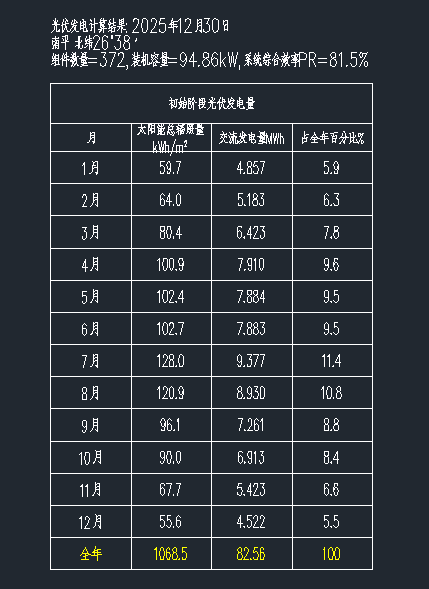 光伏发电计算结果: 2025年12月30日
南平 北纬26°38′
组件数量=372, 装机容量=94.86kW, 系统综合效率PR=81.5%
初始阶段光伏发电量
月 太阳能总辐照量 kWh/m² 交流发电量MWh 占全年百分比%
1月 59.7 4.857 5.9
2月 64.0 5.183 6.3
3月 80.4 6.423 7.8
4月 100.9 7.910 9.6
5月 102.4 7.884 9.5
6月 102.7 7.883 9.5
7月 128.0 9.377 11.4
8月 120.9 8.930 10.8
9月 96.1 7.261 8.8
10月 90.0 6.913 8.4
11月 67.7 5.423 6.6
12月 55.6 4.522 5.5
全年 1068.5 82.56 100